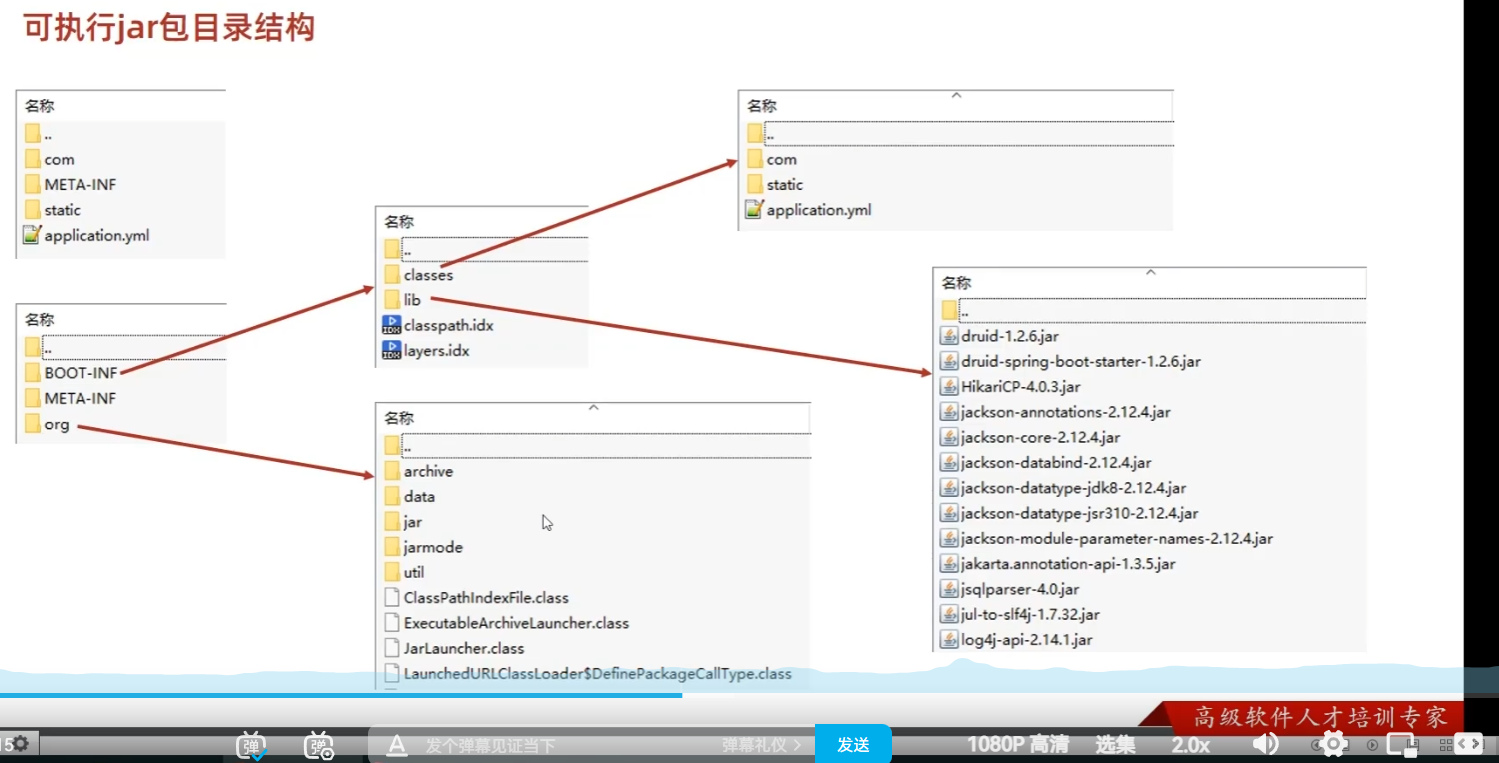 可执行jar包目录结构
名称
..
com
META-INF
static
application.yml
名称
..
BOOT-INF
META-INF
org
名称
..
classes
lib
classpath.idx
layers.idx
名称
..
archive
data
jar
jarmode
util
ClassPathIndexFile.class
ExecutableArchiveLauncher.class
JarLauncher.class
LaunchedURLClassLoader$DefinePackageCallType.class
名称
..
com
static
application.yml
名称
..
druid-1.2.6.jar
druid-spring-boot-starter-1.2.6.jar
HikariCP-4.0.3.jar
jackson-annotations-2.12.4.jar
jackson-core-2.12.4.jar
jackson-databind-2.12.4.jar
jackson-datatype-jdk8-2.12.4.jar
jackson-datatype-jsr310-2.12.4.jar
jackson-module-parameter-names-2.12.4.jar
jakarta.annotation-api-1.3.5.jar
jsqlparser-4.0.jar
jul-to-slf4j-1.7.32.jar
log4j-api-2.14.1.jar
高级软件人才培训专家
弹 弹 A 发个弹幕见证当下 弹幕礼仪 > 发送 1080P 高清 选集 2.0x